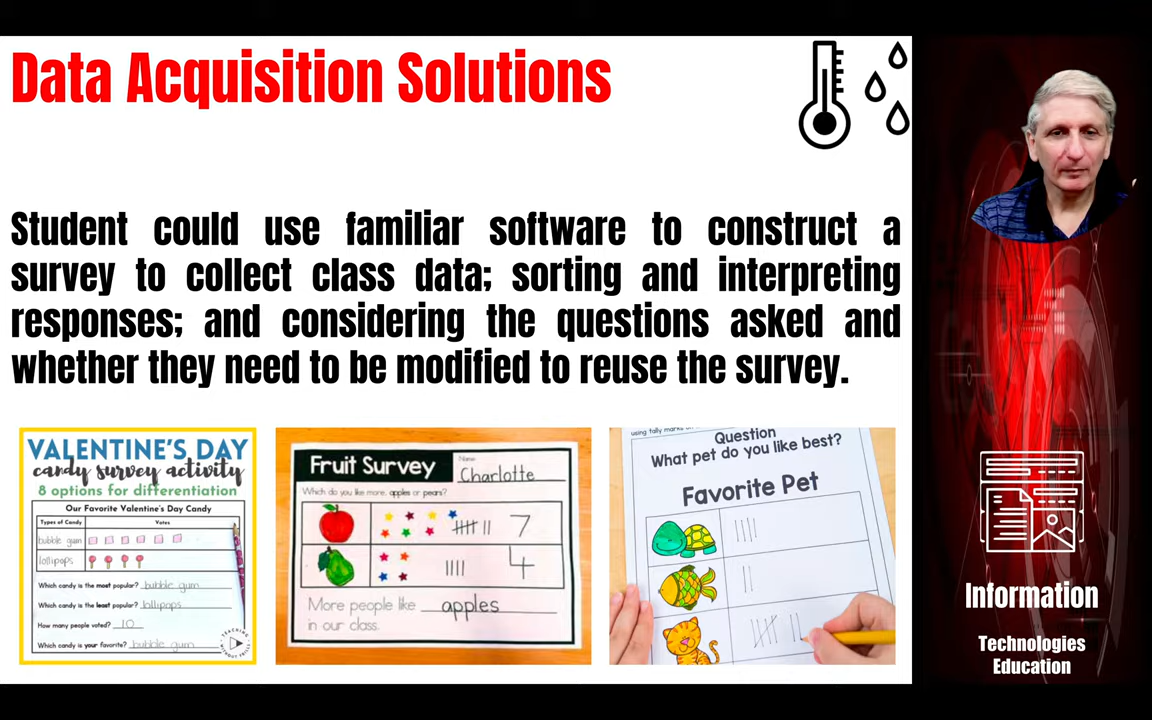 Data Acquisition Solutions
Student could use familiar software to construct a
survey to collect class data; sorting and interpreting
responses; and considering the questions asked and
whether they need to be modified to reuse the survey.
VALENTINE'S DAY
candy survey activity
8 options for differentiation
Our Favorite Valentine's Day Candy
Types of Candy Votes
bubble gum
lollipops
Which candy is the most popular? bubble gum
Which candy is the least popular? lollipops
How many people voted? 10
Which candy is your favorite? bubble gum
TEACHING WITHOUT FRILLS
Fruit Survey
Name
Charlotte
Which do you like more, apples or pears?
7
4
More people like apples
in our class.
using tally marks
Question
What pet do you like best?
Favorite Pet
Information
Technologies
Education